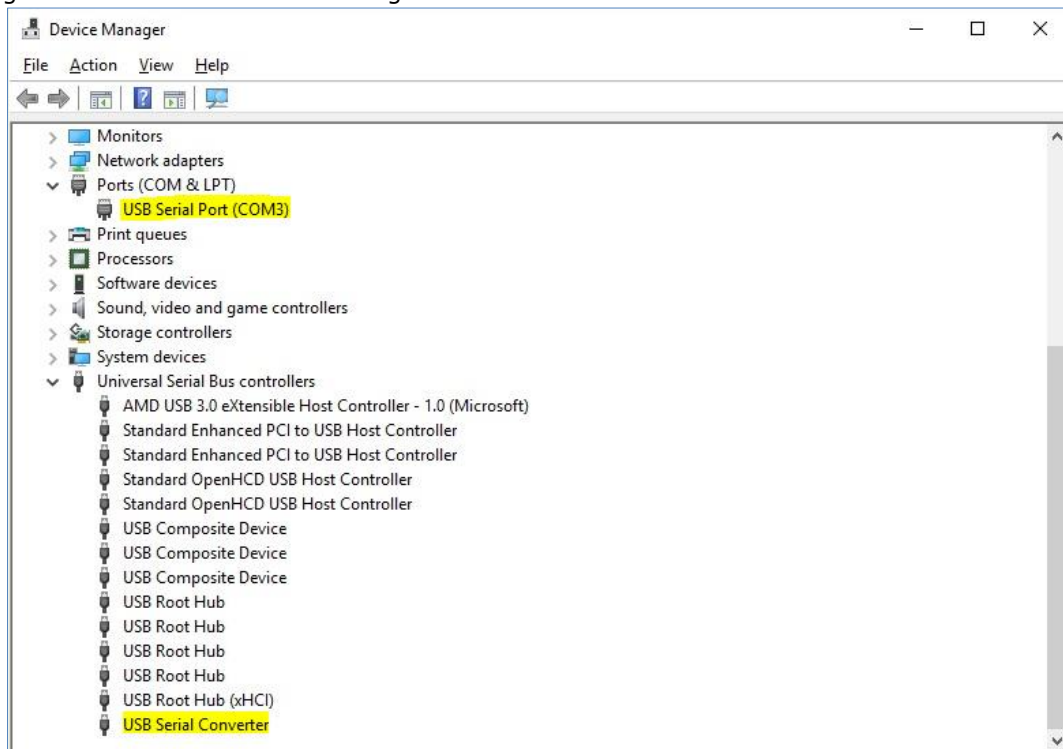 Device Manager
File Action View Help
Monitors
Network adapters
Ports (COM & LPT)
USB Serial Port (COM3)
Print queues
Processors
Software devices
Sound, video and game controllers
Storage controllers
System devices
Universal Serial Bus controllers
AMD USB 3.0 eXtensible Host Controller - 1.0 (Microsoft)
Standard Enhanced PCI to USB Host Controller
Standard Enhanced PCI to USB Host Controller
Standard OpenHCD USB Host Controller
Standard OpenHCD USB Host Controller
USB Composite Device
USB Composite Device
USB Composite Device
USB Root Hub
USB Root Hub
USB Root Hub
USB Root Hub
USB Root Hub (xHCI)
USB Serial Converter